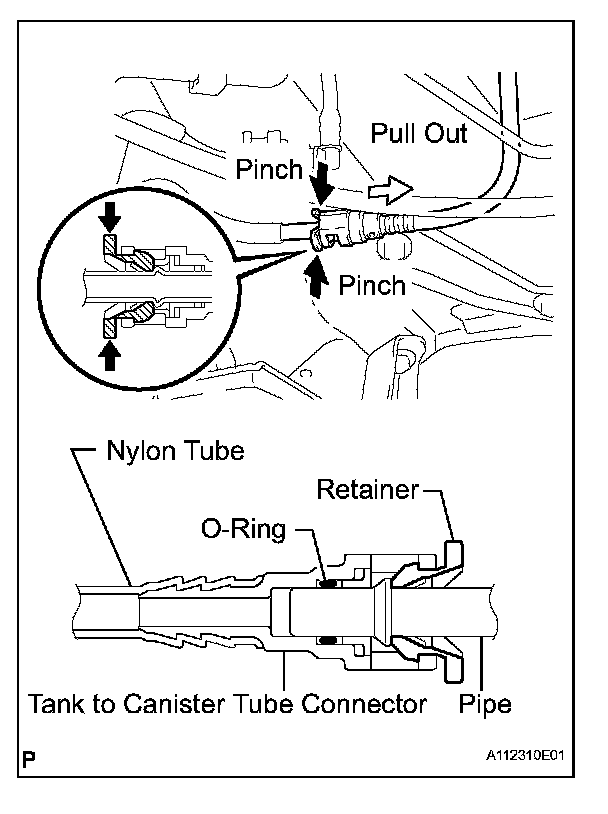 Pull Out
Pinch
Pinch
Nylon Tube
Retainer
O-Ring
Tank to Canister Tube Connector
Pipe
P
A112310E01